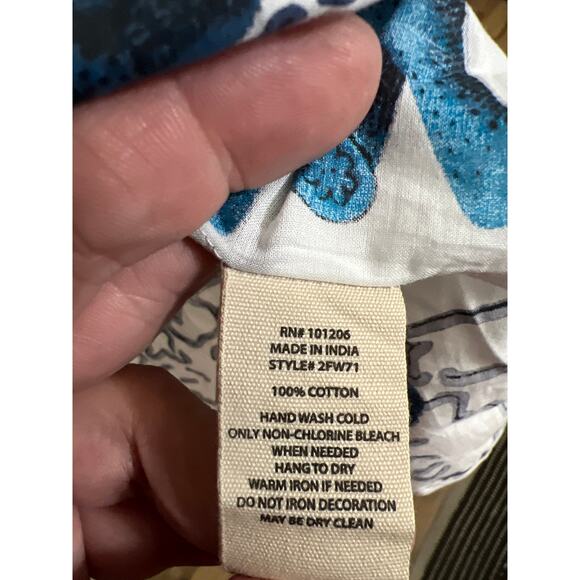 RN# 101206
MADE IN INDIA
STYLE# 2FW71
100% COTTON
HAND WASH COLD
ONLY NON-CHLORINE BLEACH
WHEN NEEDED
HANG TO DRY
WARM IRON IF NEEDED
DO NOT IRON DECORATION
MAY BE DRY CLEAN